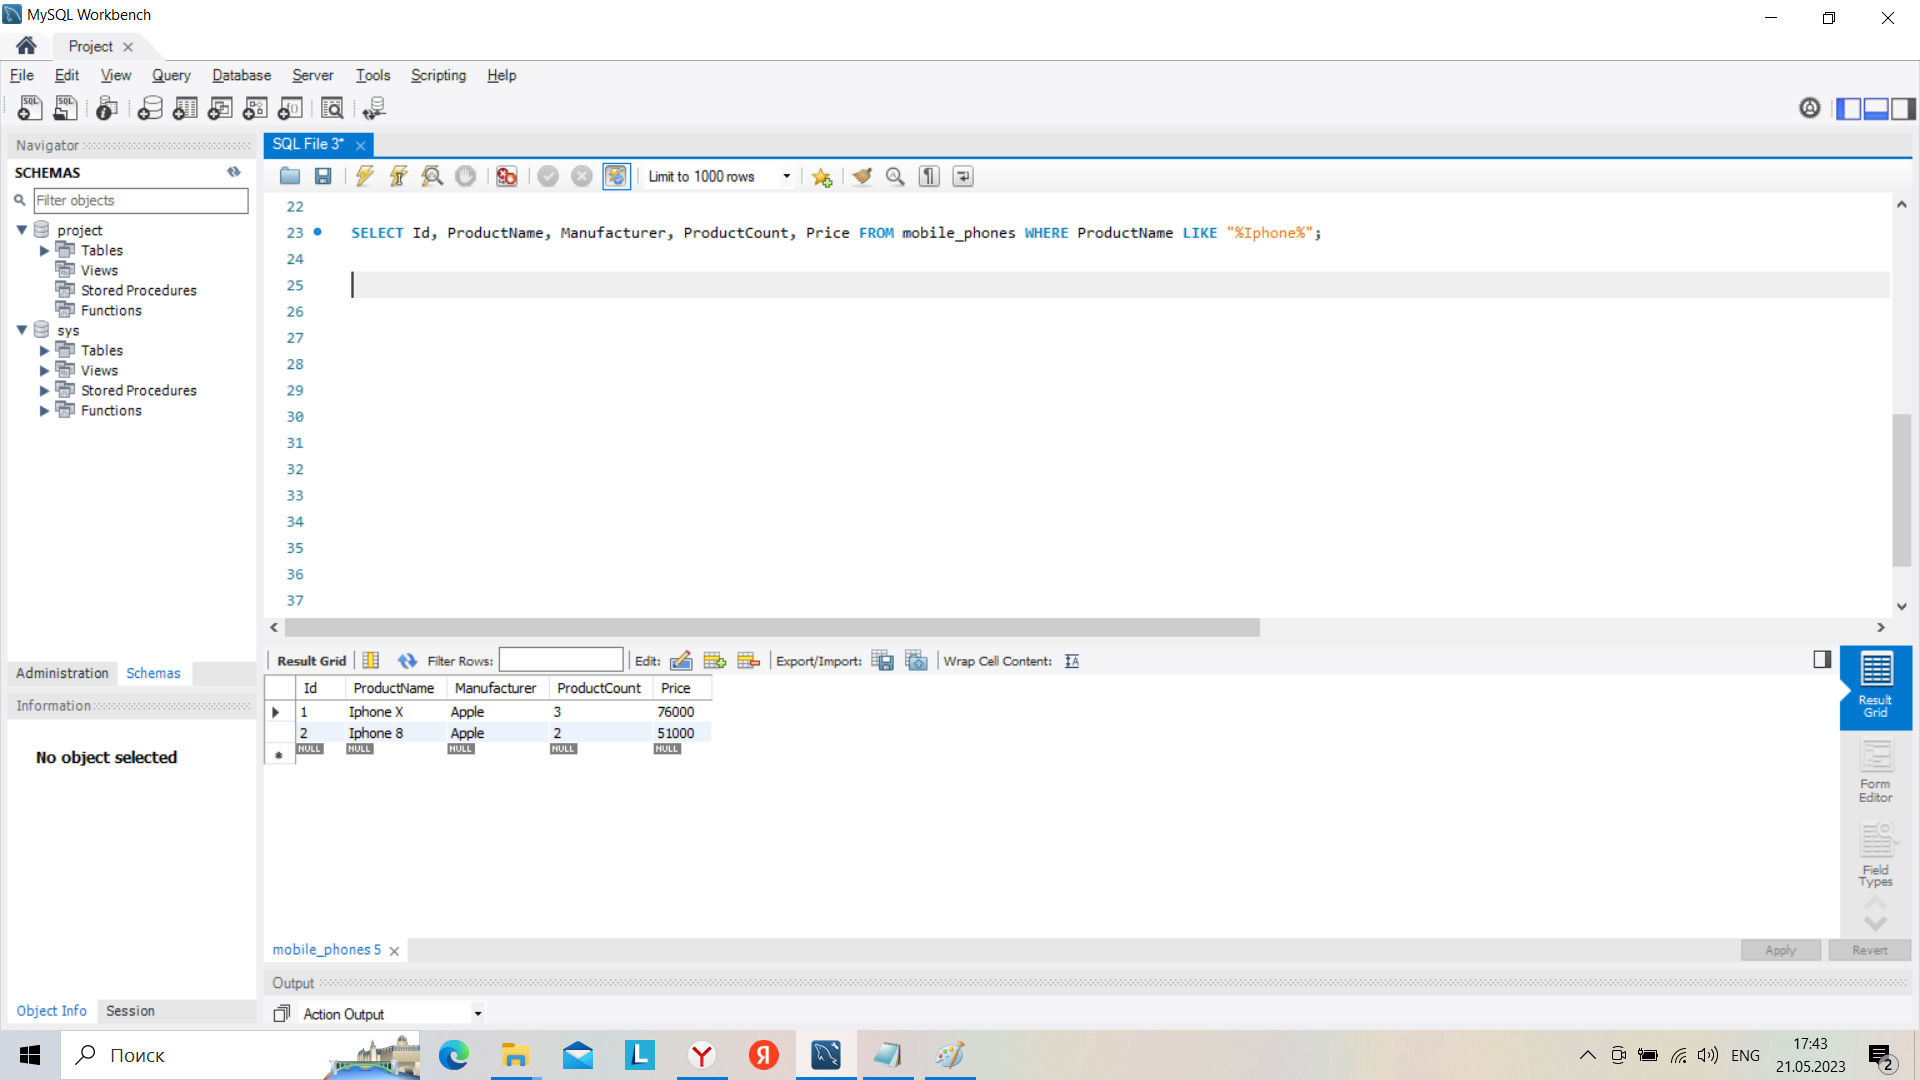 MySQL Workbench
Project
File Edit View Query Database Server Tools Scripting Help
Navigator
SCHEMAS
Filter objects
project
Tables
Views
Stored Procedures
Functions
sys
Tables
Views
Stored Procedures
Functions
Administration Schemas
Information
No object selected
Object Info Session
SQL File 3*
Limit to 1000 rows
22
23 SELECT Id, ProductName, Manufacturer, ProductCount, Price FROM mobile_phones WHERE ProductName LIKE "%Iphone%";
24
25
26
27
28
29
30
31
32
33
34
35
36
37
Result Grid Filter Rows: Edit: Export/Import: Wrap Cell Content:
Id ProductName Manufacturer ProductCount Price
1 Iphone X Apple 3 76000
2 Iphone 8 Apple 2 51000
NULL NULL NULL NULL NULL
Result
Grid
Form
Editor
Field
Types
mobile_phones 5
Apply Revert
Output
Action Output
Поиск
ENG
17:43
21.05.2023
2